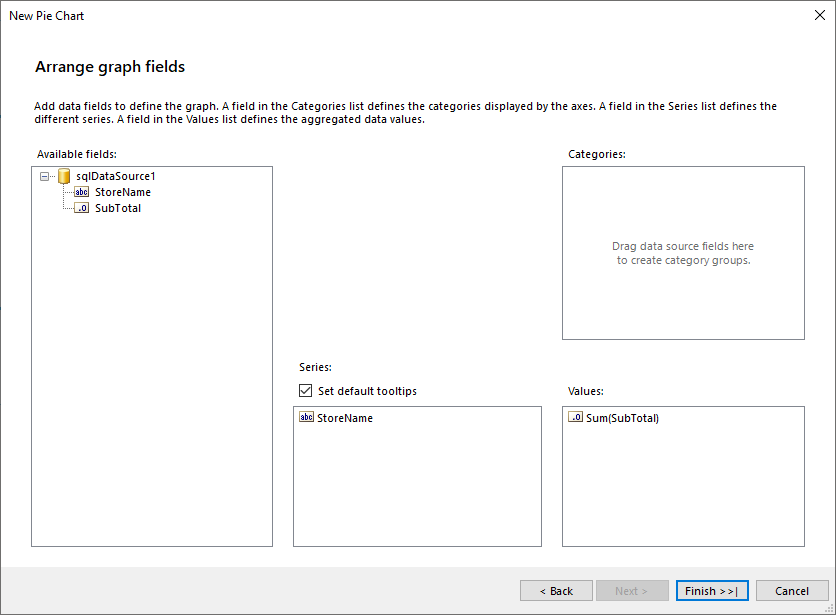 New Pie Chart
Arrange graph fields
Add data fields to define the graph. A field in the Categories list defines the categories displayed by the axes. A field in the Series list defines the
different series. A field in the Values list defines the aggregated data values.
Available fields:
sqlDataSource1
abc StoreName
.0 SubTotal
Categories:
Drag data source fields here
to create category groups.
Series:
Set default tooltips
abc StoreName
Values:
.0 Sum(SubTotal)
< Back
Next >
Finish >>|
Cancel